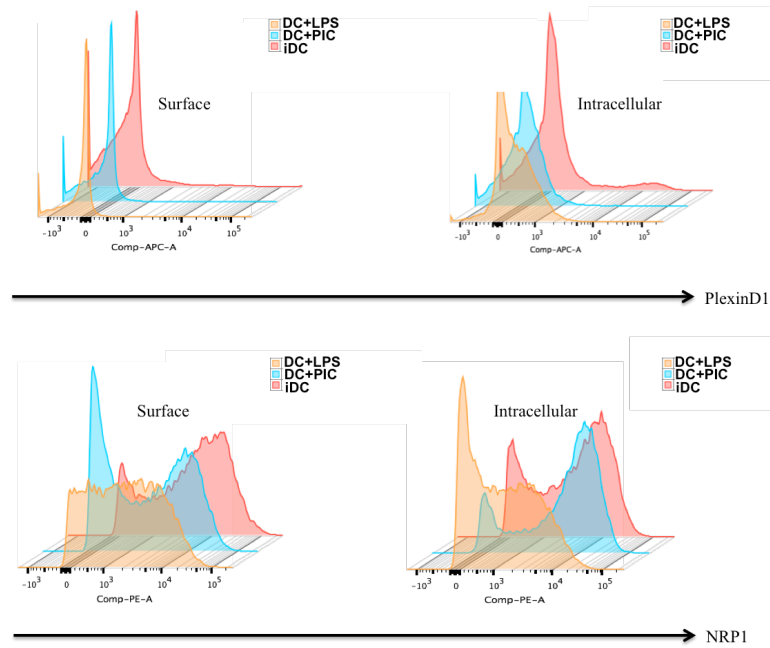 DC+LPS
DC+PIC
iDC
Surface
-10³ 0 10³ 10⁴ 10⁵
Comp-APC-A
DC+LPS
DC+PIC
iDC
Intracellular
-10³ 0 10³ 10⁴ 10⁵
Comp-APC-A
PlexinD1
DC+LPS
DC+PIC
iDC
Surface
-10³ 0 10³ 10⁴ 10⁵
Comp-PE-A
DC+LPS
DC+PIC
iDC
Intracellular
-10³ 0 10³ 10⁴ 10⁵
Comp-PE-A
NRP1